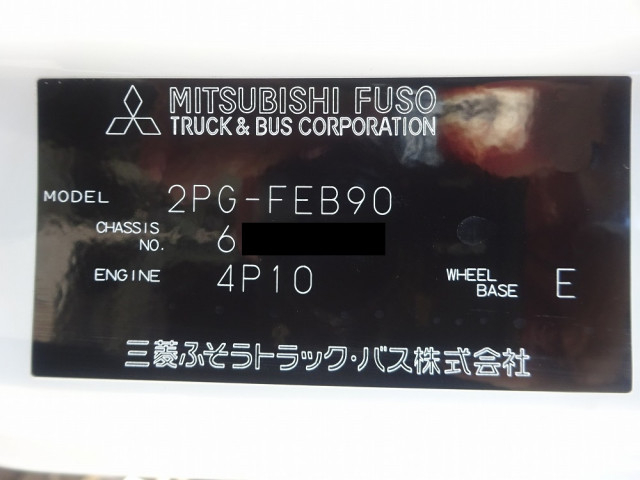 MITSUBISHI FUSO
TRUCK & BUS CORPORATION
MODEL 2PG-FEB90
CHASSIS NO. 6
ENGINE 4P10 WHEEL BASE E
三菱ふそうトラック・バス株式会社